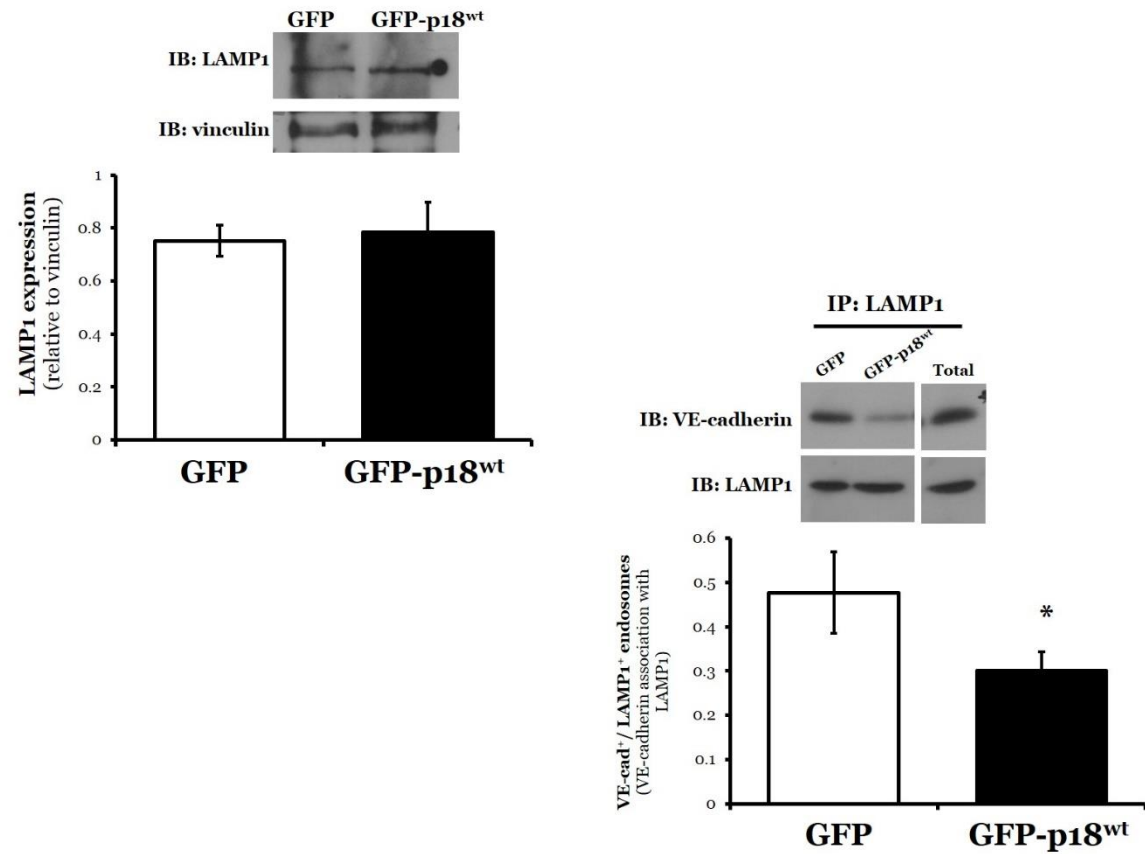 GFP GFP-p18wt
IB: LAMP1
IB: vinculin
LAMP1 expression
(relative to vinculin)
1
0.8
0.6
0.4
0.2
0
GFP GFP-p18wt
IP: LAMP1
GFP GFP-p18wt Total
IB: VE-cadherin
IB: LAMP1
VE-cad+/ LAMP1+ endosomes
(VE-cadherin association with
LAMP1)
0.6
0.5
0.4
0.3
0.2
0.1
0
*
GFP GFP-p18wt